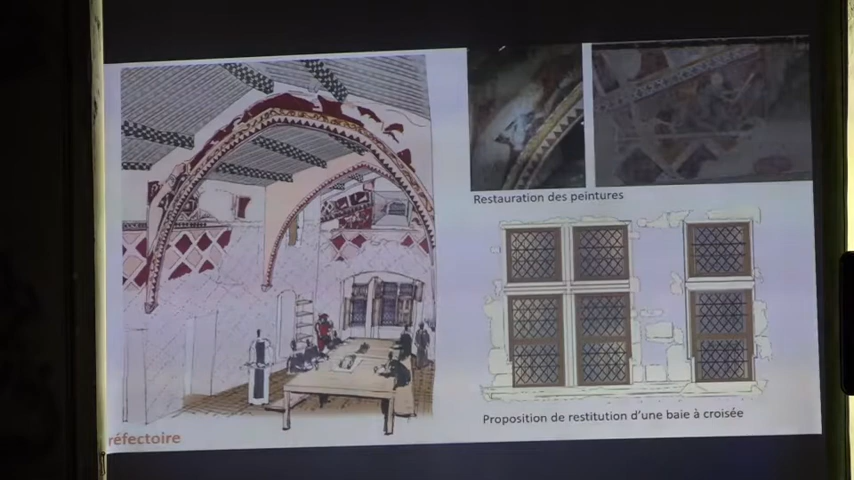 Restauration des peintures
Proposition de restitution d'une baie à croisée
réfectoire